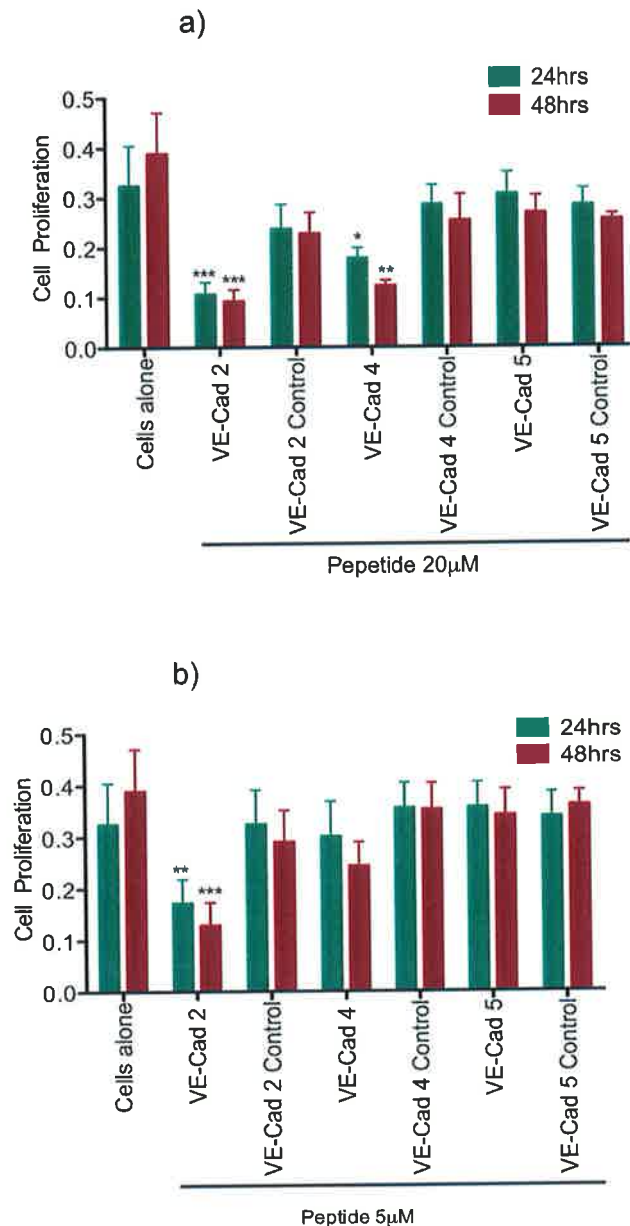 a)
24hrs
48hrs
0.5
0.4
0.3
0.2
0.1
0.0
Cell Proliferation
***
***
*
**
Cells alone
VE-Cad 2
VE-Cad 2 Control
VE-Cad 4
VE-Cad 4 Control
VE-Cad 5
VE-Cad 5 Control
Pepetide 20µM
b)
24hrs
48hrs
0.5
0.4
0.3
0.2
0.1
0.0
Cell Proliferation
**
***
Cells alone
VE-Cad 2
VE-Cad 2 Control
VE-Cad 4
VE-Cad 4 Control
VE-Cad 5
VE-Cad 5 Control
Peptide 5µM